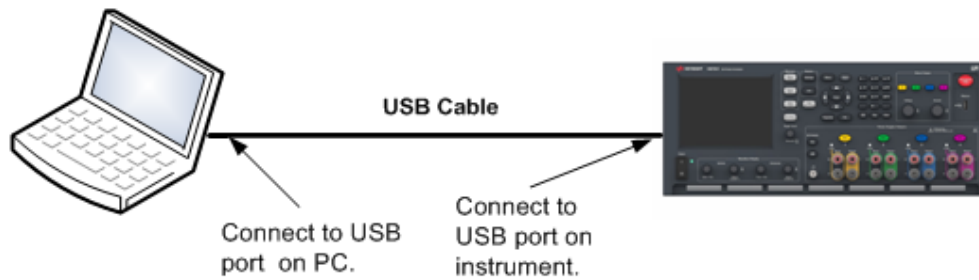 USB Cable
Connect to USB
port on PC.
Connect to
USB port on
instrument.